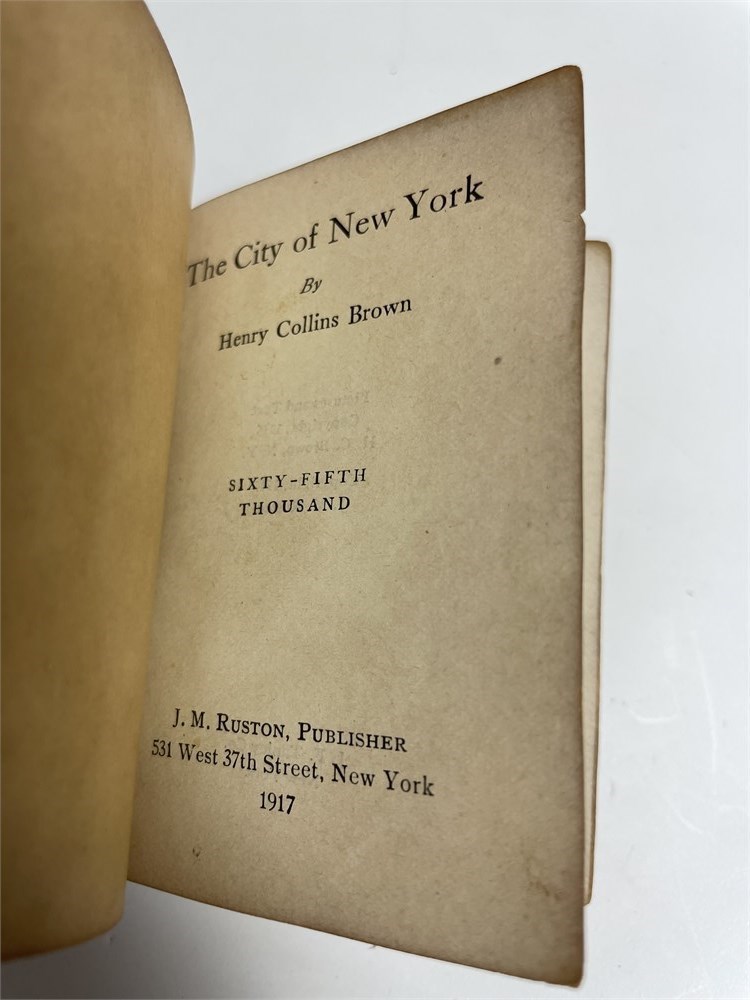 The City of New York
By
Henry Collins Brown
SIXTY-FIFTH
THOUSAND
J. M. RUSTON, PUBLISHER
531 West 37th Street, New York
1917